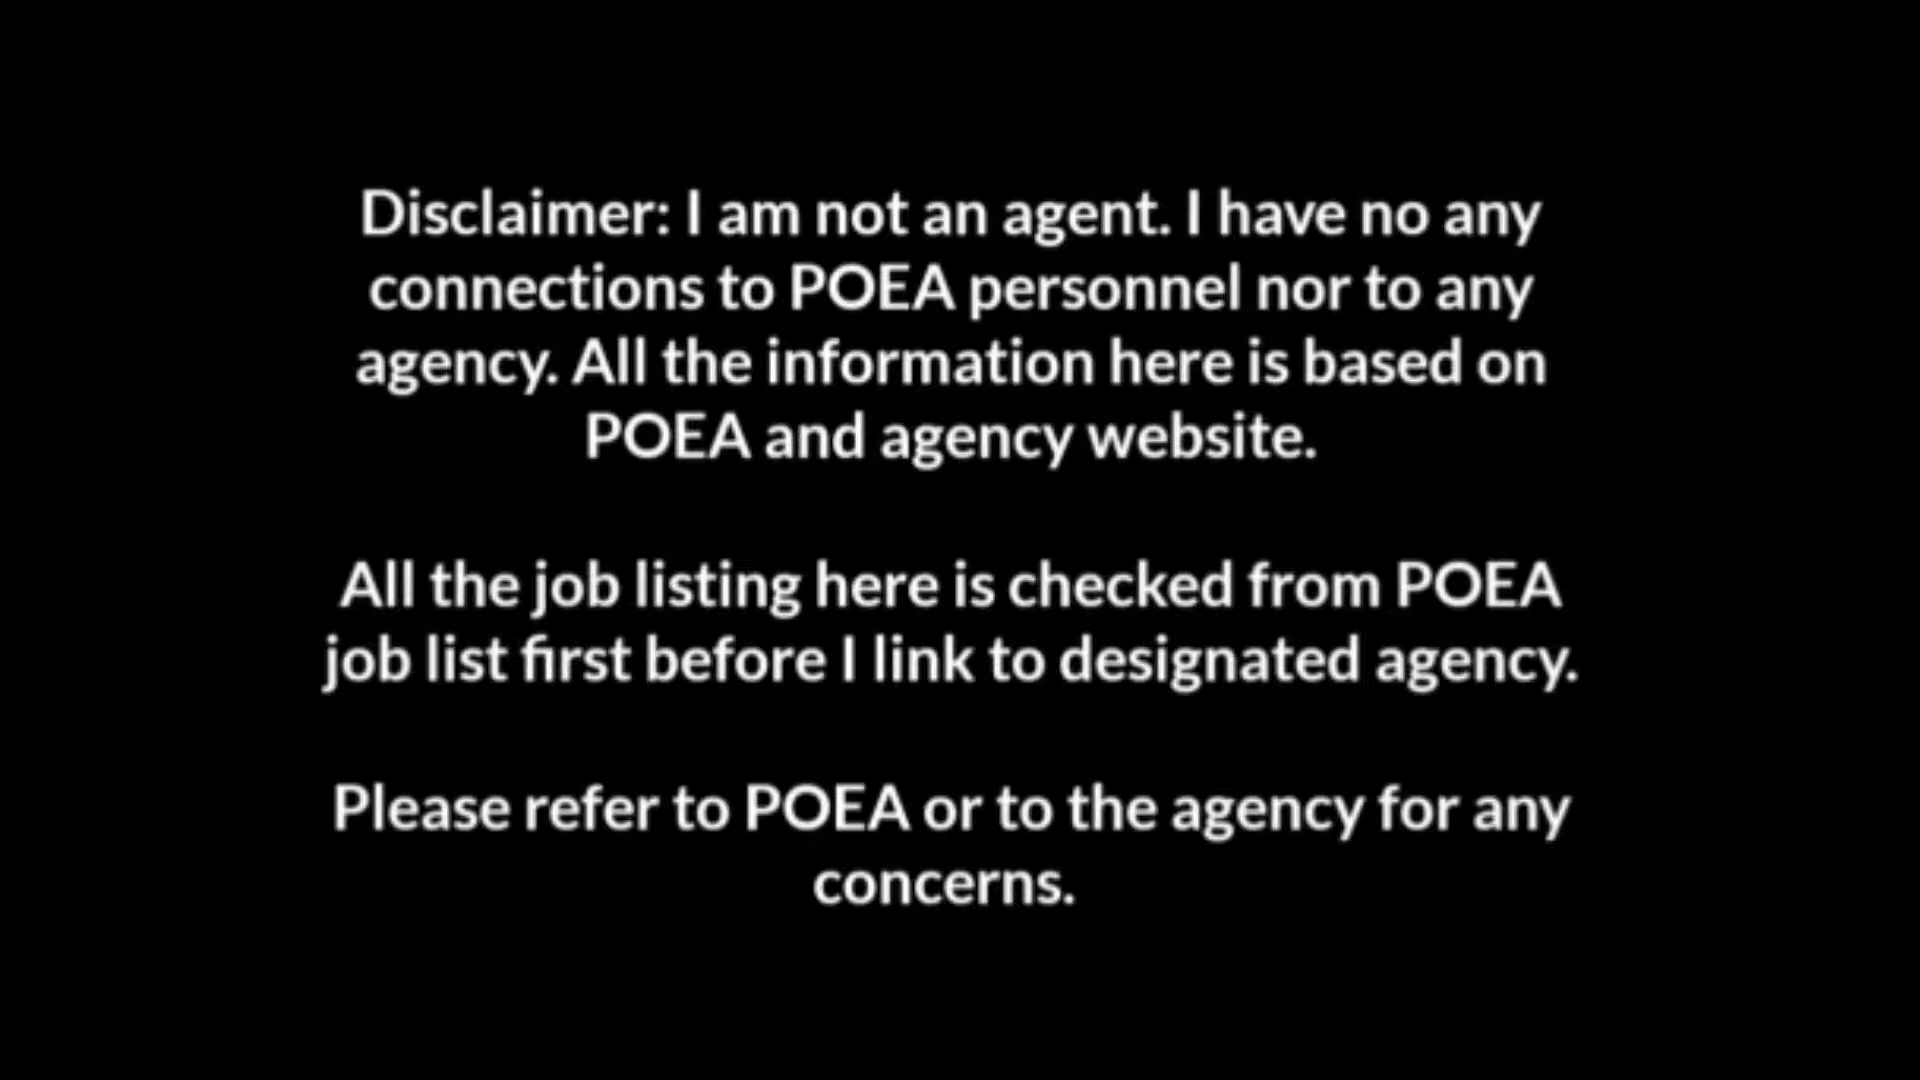 Disclaimer: I am not an agent. I have no any
connections to POEA personnel nor to any
agency. All the information here is based on
POEA and agency website.
All the job listing here is checked from POEA
job list first before I link to designated agency.
Please refer to POEA or to the agency for any
concerns.